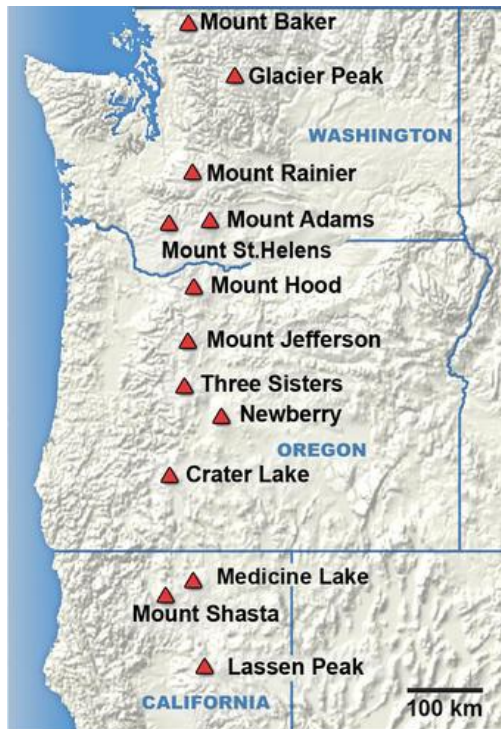 Mount Baker
Glacier Peak
WASHINGTON
Mount Rainier
Mount Adams
Mount St.Helens
Mount Hood
Mount Jefferson
Three Sisters
Newberry
OREGON
Crater Lake
Medicine Lake
Mount Shasta
Lassen Peak
CALIFORNIA
100 km